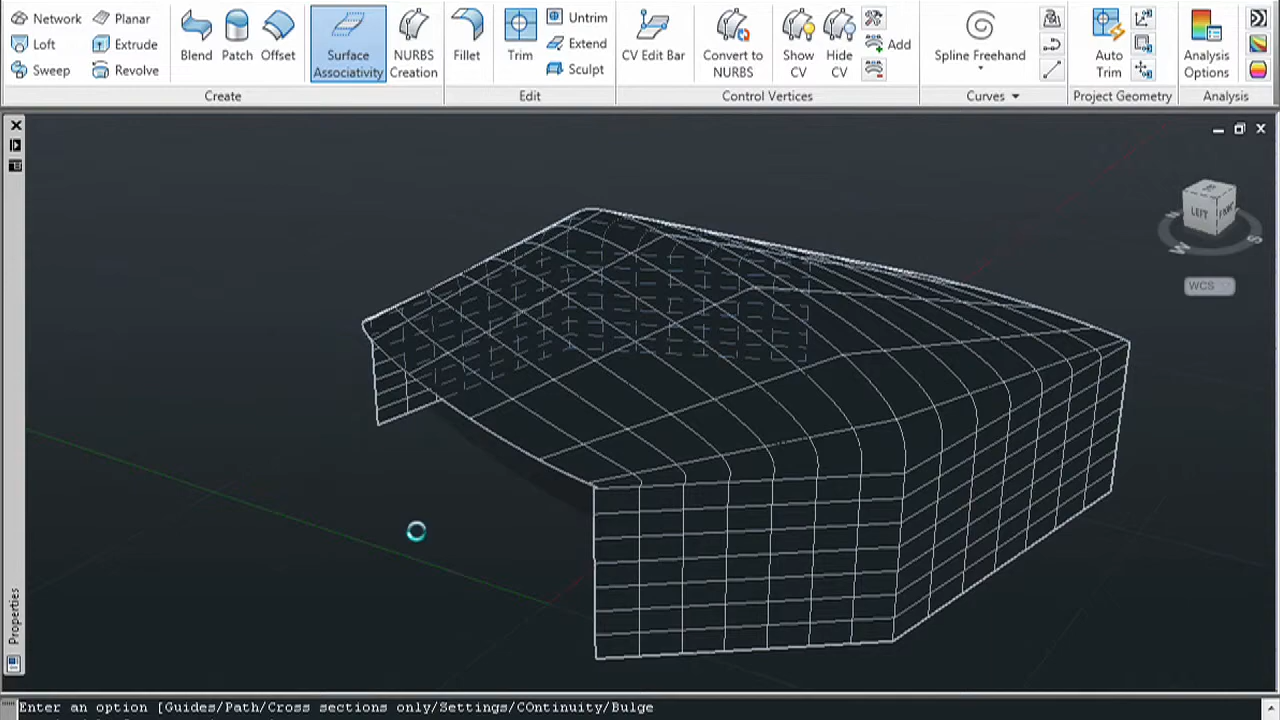 Network
Planar
Loft
Extrude
Sweep
Revolve
Blend
Patch
Offset
Surface
Associativity
NURBS
Creation
Create
Fillet
Trim
Untrim
Extend
Sculpt
Edit
CV Edit Bar
Convert to
NURBS
Show
CV
Hide
CV
Add
Control Vertices
Spline Freehand
Curves
Auto
Trim
Project Geometry
Analysis
Options
Analysis
LEFT
W
S
WCS
Properties
Enter an option [Guides/Path/Cross sections only/Settings/COntinuity/Bulge